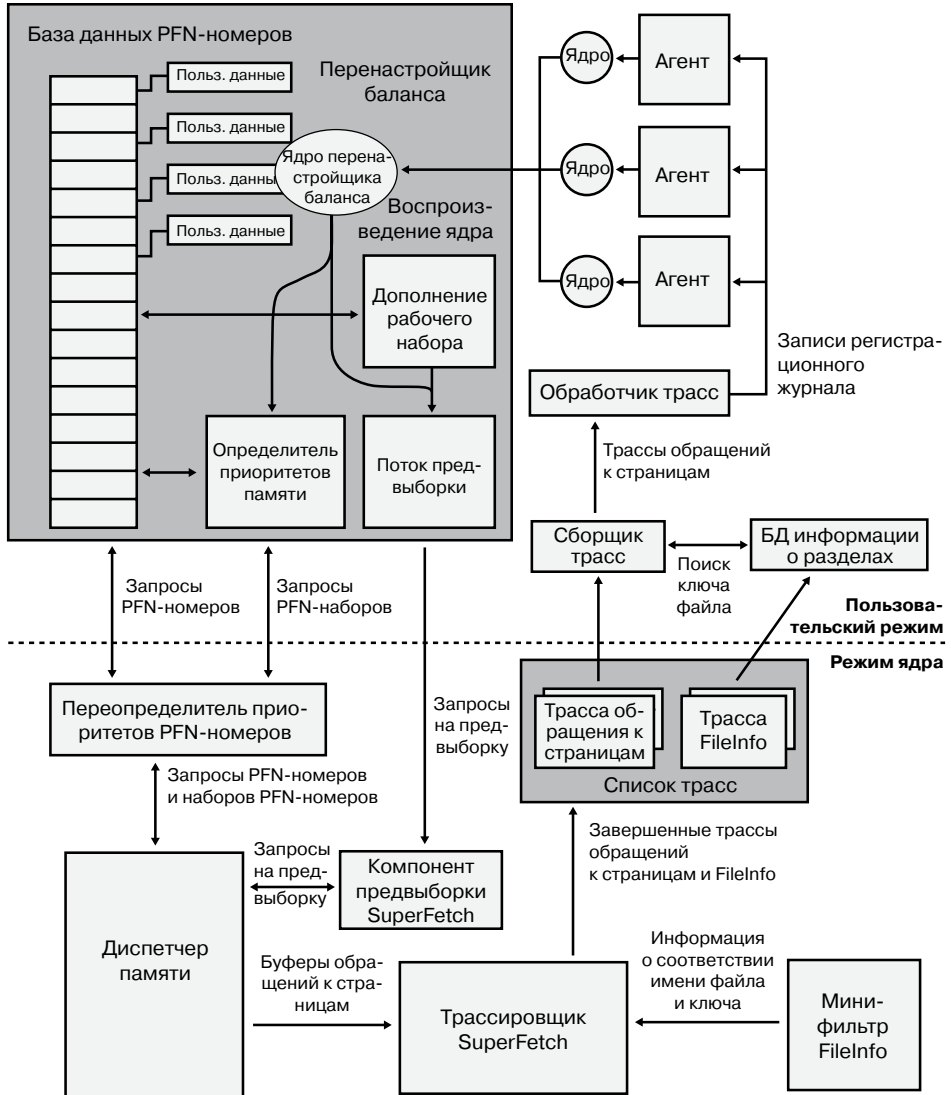 База данных PFN-номеров
Польз. данные
Польз. данные
Польз. данные
Польз. данные
Перенастройщик
баланса
Ядро перена-
стройщика
баланса
Воспроиз-
ведение ядра
Дополнение
рабочего
набора
Определитель
приоритетов
памяти
Поток пред-
выборки
Ядро
Агент
Ядро
Агент
Ядро
Агент
Записи регистра-
ционного
журнала
Обработчик трасс
Трассы обращений
к страницам
Сборщик
трасс
Поиск
ключа
файла
БД информации
о разделах
Запросы
PFN-номеров
Запросы
PFN-наборов
Пользова-
тельский режим
Режим ядра
Переопределитель прио-
ритетов PFN-номеров
Запросы
на пред-
выборку
Трасса об-
ращения к
страницам
Трасса
FileInfo
Список трасс
Запросы PFN-номеров
и наборов PFN-номеров
Завершенные трассы
обращений
к страницам и FileInfo
Диспетчер
памяти
Запросы
на пред-
выборку
Компонент
предвыборки
SuperFetch
Буферы обра-
щений к стра-
ницам
Трассировщик
SuperFetch
Информация
о соответствии
имени файла
и ключа
Мини-
фильтр
FileInfo